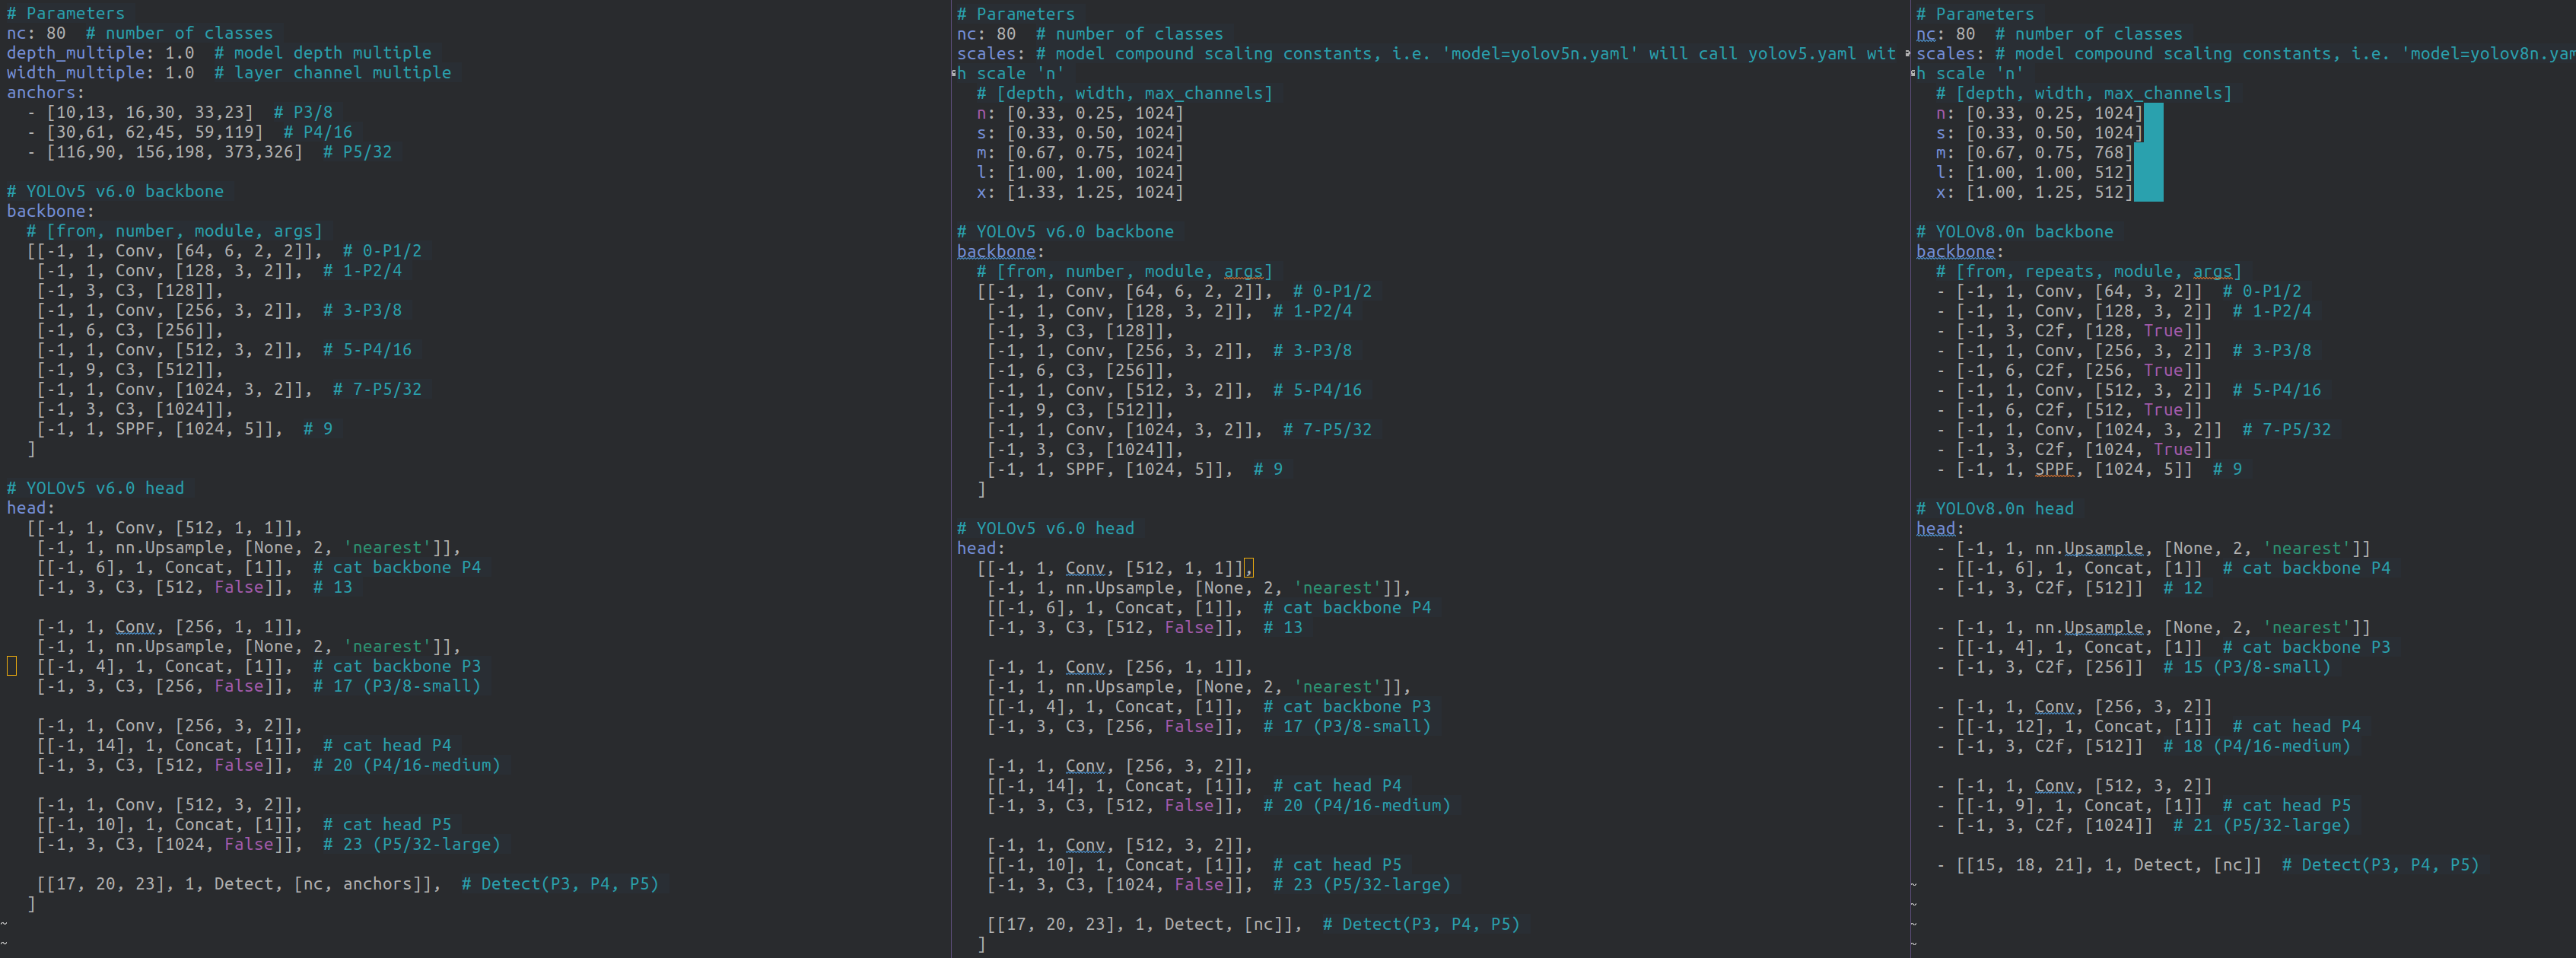 # Parameters
nc: 80  # number of classes
depth_multiple: 1.0  # model depth multiple
width_multiple: 1.0  # layer channel multiple
anchors:
  - [10,13, 16,30, 33,23]  # P3/8
  - [30,61, 62,45, 59,119]  # P4/16
  - [116,90, 156,198, 373,326]  # P5/32

# YOLOv5 v6.0 backbone
backbone:
  # [from, number, module, args]
  [[-1, 1, Conv, [64, 6, 2, 2]],  # 0-P1/2
   [-1, 1, Conv, [128, 3, 2]],  # 1-P2/4
   [-1, 3, C3, [128]],
   [-1, 1, Conv, [256, 3, 2]],  # 3-P3/8
   [-1, 6, C3, [256]],
   [-1, 1, Conv, [512, 3, 2]],  # 5-P4/16
   [-1, 9, C3, [512]],
   [-1, 1, Conv, [1024, 3, 2]],  # 7-P5/32
   [-1, 3, C3, [1024]],
   [-1, 1, SPPF, [1024, 5]],  # 9
  ]

# YOLOv5 v6.0 head
head:
  [[-1, 1, Conv, [512, 1, 1]],
   [-1, 1, nn.Upsample, [None, 2, 'nearest']],
   [[-1, 6], 1, Concat, [1]],  # cat backbone P4
   [-1, 3, C3, [512, False]],  # 13

   [-1, 1, Conv, [256, 1, 1]],
   [-1, 1, nn.Upsample, [None, 2, 'nearest']],
   [[-1, 4], 1, Concat, [1]],  # cat backbone P3
   [-1, 3, C3, [256, False]],  # 17 (P3/8-small)

   [-1, 1, Conv, [256, 3, 2]],
   [[-1, 14], 1, Concat, [1]],  # cat head P4
   [-1, 3, C3, [512, False]],  # 20 (P4/16-medium)

   [-1, 1, Conv, [512, 3, 2]],
   [[-1, 10], 1, Concat, [1]],  # cat head P5
   [-1, 3, C3, [1024, False]],  # 23 (P5/32-large)

   [[17, 20, 23], 1, Detect, [nc, anchors]],  # Detect(P3, P4, P5)
  ]
~
~

# Parameters
nc: 80  # number of classes
scales: # model compound scaling constants, i.e. 'model=yolov5n.yaml' will call yolov5.yaml wit
h scale 'n'
  # [depth, width, max_channels]
  n: [0.33, 0.25, 1024]
  s: [0.33, 0.50, 1024]
  m: [0.67, 0.75, 1024]
  l: [1.00, 1.00, 1024]
  x: [1.33, 1.25, 1024]

# YOLOv5 v6.0 backbone
backbone:
  # [from, number, module, args]
  [[-1, 1, Conv, [64, 6, 2, 2]],  # 0-P1/2
   [-1, 1, Conv, [128, 3, 2]],  # 1-P2/4
   [-1, 3, C3, [128]],
   [-1, 1, Conv, [256, 3, 2]],  # 3-P3/8
   [-1, 6, C3, [256]],
   [-1, 1, Conv, [512, 3, 2]],  # 5-P4/16
   [-1, 9, C3, [512]],
   [-1, 1, Conv, [1024, 3, 2]],  # 7-P5/32
   [-1, 3, C3, [1024]],
   [-1, 1, SPPF, [1024, 5]],  # 9
  ]

# YOLOv5 v6.0 head
head:
  [[-1, 1, Conv, [512, 1, 1]],
   [-1, 1, nn.Upsample, [None, 2, 'nearest']],
   [[-1, 6], 1, Concat, [1]],  # cat backbone P4
   [-1, 3, C3, [512, False]],  # 13

   [-1, 1, Conv, [256, 1, 1]],
   [-1, 1, nn.Upsample, [None, 2, 'nearest']],
   [[-1, 4], 1, Concat, [1]],  # cat backbone P3
   [-1, 3, C3, [256, False]],  # 17 (P3/8-small)

   [-1, 1, Conv, [256, 3, 2]],
   [[-1, 14], 1, Concat, [1]],  # cat head P4
   [-1, 3, C3, [512, False]],  # 20 (P4/16-medium)

   [-1, 1, Conv, [512, 3, 2]],
   [[-1, 10], 1, Concat, [1]],  # cat head P5
   [-1, 3, C3, [1024, False]],  # 23 (P5/32-large)

   [[17, 20, 23], 1, Detect, [nc]],  # Detect(P3, P4, P5)
  ]

# Parameters
nc: 80  # number of classes
scales: # model compound scaling constants, i.e. 'model=yolov8n.yam
h scale 'n'
  # [depth, width, max_channels]
  n: [0.33, 0.25, 1024]
  s: [0.33, 0.50, 1024]
  m: [0.67, 0.75, 768]
  l: [1.00, 1.00, 512]
  x: [1.00, 1.25, 512]

# YOLOv8.0n backbone
backbone:
  # [from, repeats, module, args]
  - [-1, 1, Conv, [64, 3, 2]]  # 0-P1/2
  - [-1, 1, Conv, [128, 3, 2]]  # 1-P2/4
  - [-1, 3, C2f, [128, True]]
  - [-1, 1, Conv, [256, 3, 2]]  # 3-P3/8
  - [-1, 6, C2f, [256, True]]
  - [-1, 1, Conv, [512, 3, 2]]  # 5-P4/16
  - [-1, 6, C2f, [512, True]]
  - [-1, 1, Conv, [1024, 3, 2]]  # 7-P5/32
  - [-1, 3, C2f, [1024, True]]
  - [-1, 1, SPPF, [1024, 5]]  # 9

# YOLOv8.0n head
head:
  - [-1, 1, nn.Upsample, [None, 2, 'nearest']]
  - [[-1, 6], 1, Concat, [1]]  # cat backbone P4
  - [-1, 3, C2f, [512]]  # 12

  - [-1, 1, nn.Upsample, [None, 2, 'nearest']]
  - [[-1, 4], 1, Concat, [1]]  # cat backbone P3
  - [-1, 3, C2f, [256]]  # 15 (P3/8-small)

  - [-1, 1, Conv, [256, 3, 2]]
  - [[-1, 12], 1, Concat, [1]]  # cat head P4
  - [-1, 3, C2f, [512]]  # 18 (P4/16-medium)

  - [-1, 1, Conv, [512, 3, 2]]
  - [[-1, 9], 1, Concat, [1]]  # cat head P5
  - [-1, 3, C2f, [1024]]  # 21 (P5/32-large)

  - [[15, 18, 21], 1, Detect, [nc]]  # Detect(P3, P4, P5)
~
~
~
~